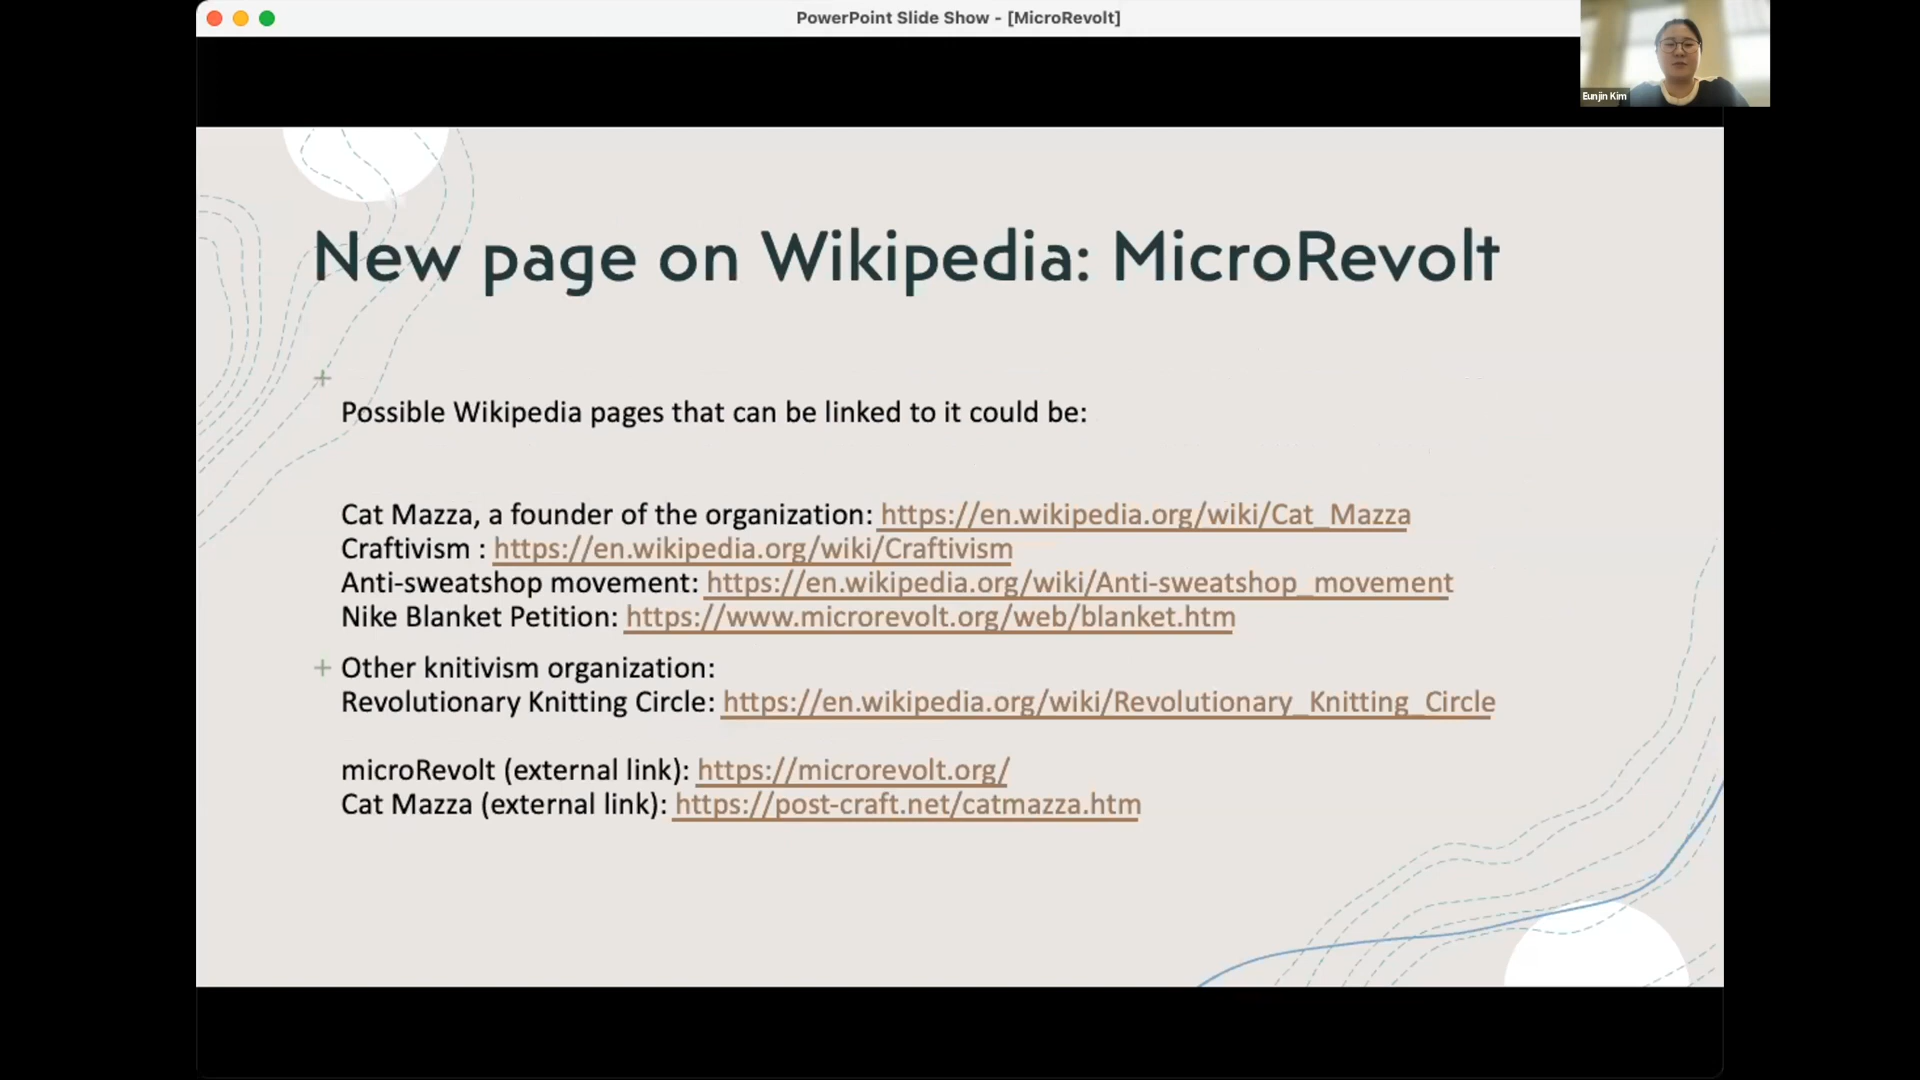 PowerPoint Slide Show - [MicroRevolt]
Eunjin Kim
New page on Wikipedia: MicroRevolt
Possible Wikipedia pages that can be linked to it could be:
Cat Mazza, a founder of the organization: https://en.wikipedia.org/wiki/Cat_Mazza
Craftivism : https://en.wikipedia.org/wiki/Craftivism
Anti-sweatshop movement: https://en.wikipedia.org/wiki/Anti-sweatshop_movement
Nike Blanket Petition: https://www.microrevolt.org/web/blanket.htm
+ Other knitivism organization:
Revolutionary Knitting Circle: https://en.wikipedia.org/wiki/Revolutionary_Knitting_Circle
microRevolt (external link): https://microrevolt.org/
Cat Mazza (external link): https://post-craft.net/catmazza.htm